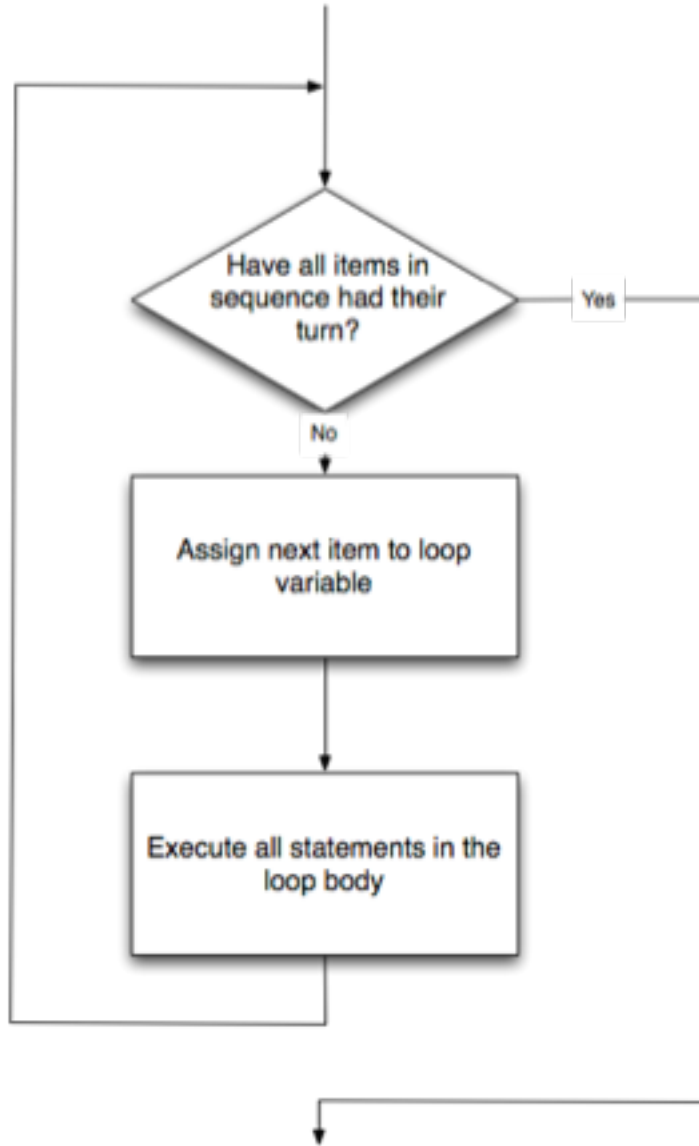 Have all items in
sequence had their
turn?
Yes
No
Assign next item to loop
variable
Execute all statements in the
loop body